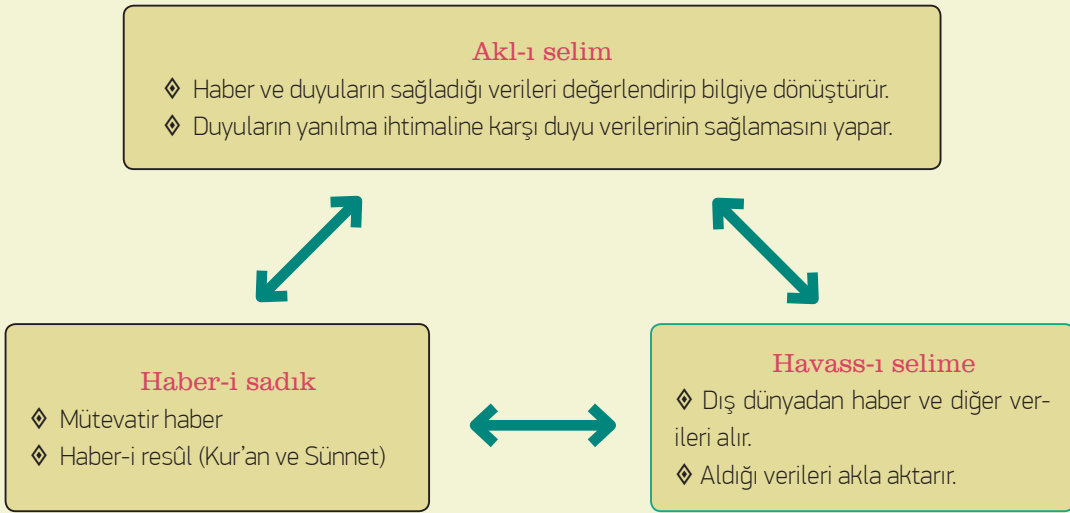 Akl-ı selim
◈ Haber ve duyuların sağladığı verileri değerlendirip bilgiye dönüştürür.
◈ Duyuların yanılma ihtimaline karşı duyu verilerinin sağlamasını yapar.
Haber-i sadık
◈ Mütevatir haber
◈ Haber-i resûl (Kur’an ve Sünnet)
Havass-ı selime
◈ Dış dünyadan haber ve diğer ver-
ileri alır.
◈ Aldığı verileri akla aktarır.